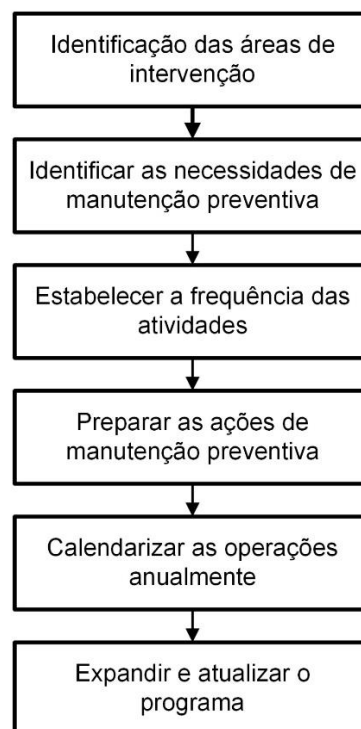 Identificação das áreas de
intervenção
Identificar as necessidades de
manutenção preventiva
Estabelecer a frequência das
atividades
Preparar as ações de
manutenção preventiva
Calendarizar as operações
anualmente
Expandir e atualizar o
programa